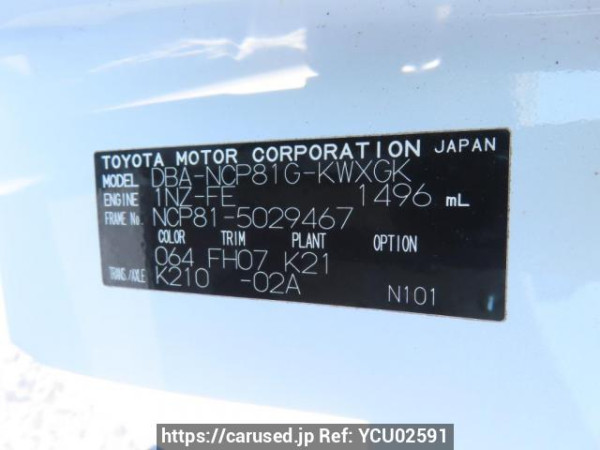 TOYOTA MOTOR CORPORATION JAPAN
MODEL DBA-NCP81G-KWXGK
ENGINE 1NZ-FE 1496 mL
FRAME No. NCP81-5029467
COLOR TRIM PLANT OPTION
064 FH07 K21
TRANS./AXLE K210 -02A
N101
https://carused.jp Ref: YCU02591